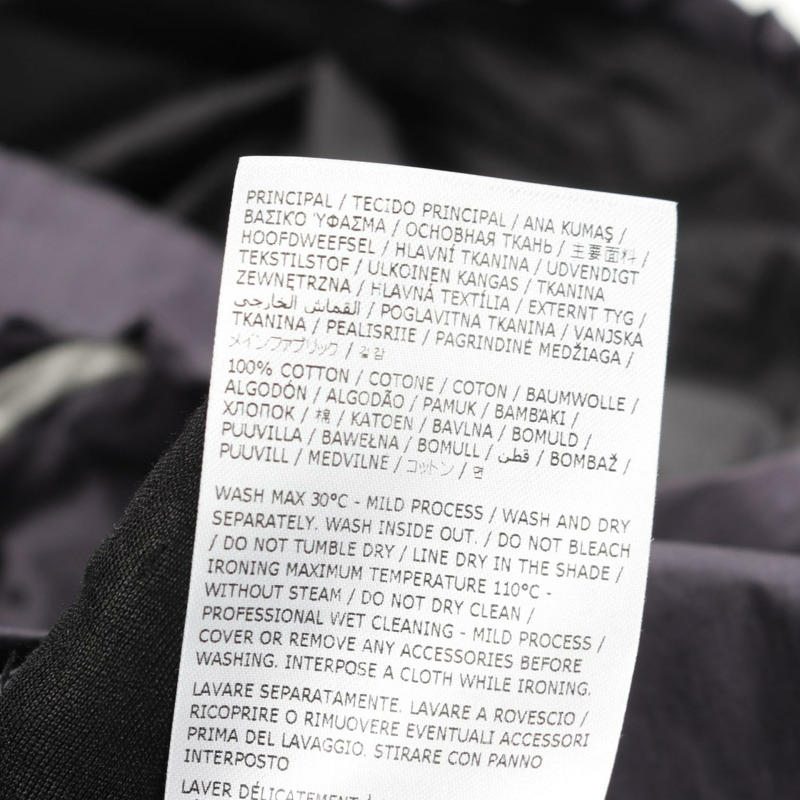 PRINCIPAL / TECIDO PRINCIPAL / ANA KUMAŞ /
ΒΑΣΙΚΌ ΎΦΑΣΜΑ / ОСНОВНАЯ ТКАНЬ / 主要面料 /
HOOFDWEEFSEL / HLAVNÍ TKANINA / UDVENDIGT
TEKSTILSTOF / ULKOINEN KANGAS / TKANINA
ZEWNĘTRZNA / HLAVNÁ TEXTÍLIA / EXTERNT TYG /
القماش الخارجي / POGLAVITNA TKANINA / VANJSKA
TKANINA / PEALISRIIE / PAGRINDINĖ MEDŽIAGA /
メインファブリック / 겉감
100% COTTON / COTONE / COTON / BAUMWOLLE /
ALGODÓN / ALGODÃO / PAMUK / ΒΑΜΒΆΚΙ /
ХЛОПОК / 棉 / KATOEN / BAVLNA / BOMULD /
PUUVILLA / BAWEŁNA / BOMULL / قطن / BOMBAŽ /
PUUVILL / MEDVILNĖ / コットン / 면
WASH MAX 30°C - MILD PROCESS / WASH AND DRY
SEPARATELY. WASH INSIDE OUT. / DO NOT BLEACH
/ DO NOT TUMBLE DRY / LINE DRY IN THE SHADE /
IRONING MAXIMUM TEMPERATURE 110°C -
WITHOUT STEAM / DO NOT DRY CLEAN /
PROFESSIONAL WET CLEANING - MILD PROCESS /
COVER OR REMOVE ANY ACCESSORIES BEFORE
WASHING. INTERPOSE A CLOTH WHILE IRONING.
LAVARE SEPARATAMENTE. LAVARE A ROVESCIO /
RICOPRIRE O RIMUOVERE EVENTUALI ACCESSORI
PRIMA DEL LAVAGGIO. STIRARE CON PANNO
INTERPOSTO
LAVER DÉLICATEMENT